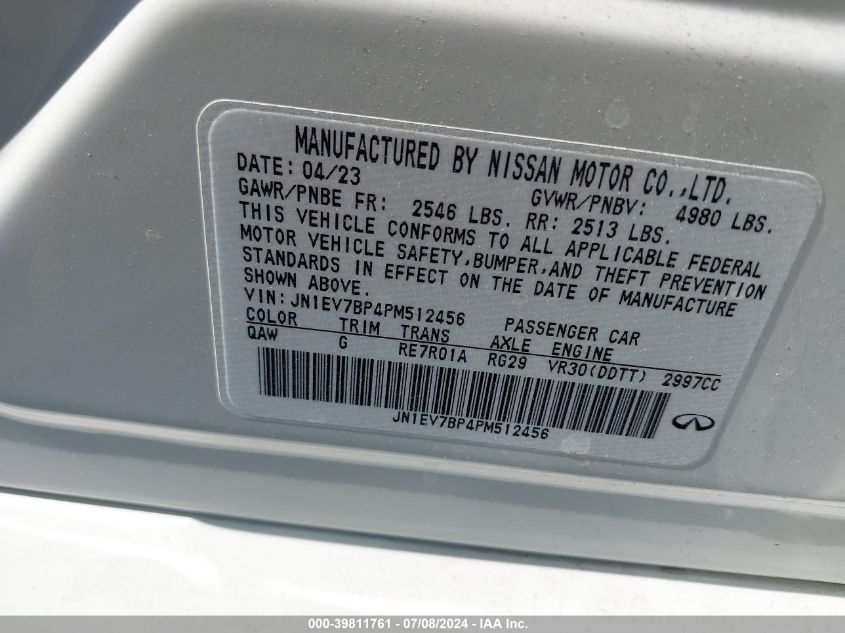 MANUFACTURED BY NISSAN MOTOR CO.,LTD.
DATE: 04/23 GVWR/PNBV: 4980 LBS.
GAWR/PNBE FR: 2546 LBS. RR: 2513 LBS.
THIS VEHICLE CONFORMS TO ALL APPLICABLE FEDERAL
MOTOR VEHICLE SAFETY,BUMPER,AND THEFT PREVENTION
STANDARDS IN EFFECT ON THE DATE OF MANUFACTURE
SHOWN ABOVE.
VIN: JN1EV7BP4PM512456 PASSENGER CAR
COLOR TRIM TRANS AXLE ENGINE
QAW G RE7R01A RG29 VR30(DDTT) 2997CC
JN1EV7BP4PM512456
000-39811761 - 07/08/2024 - IAA Inc.